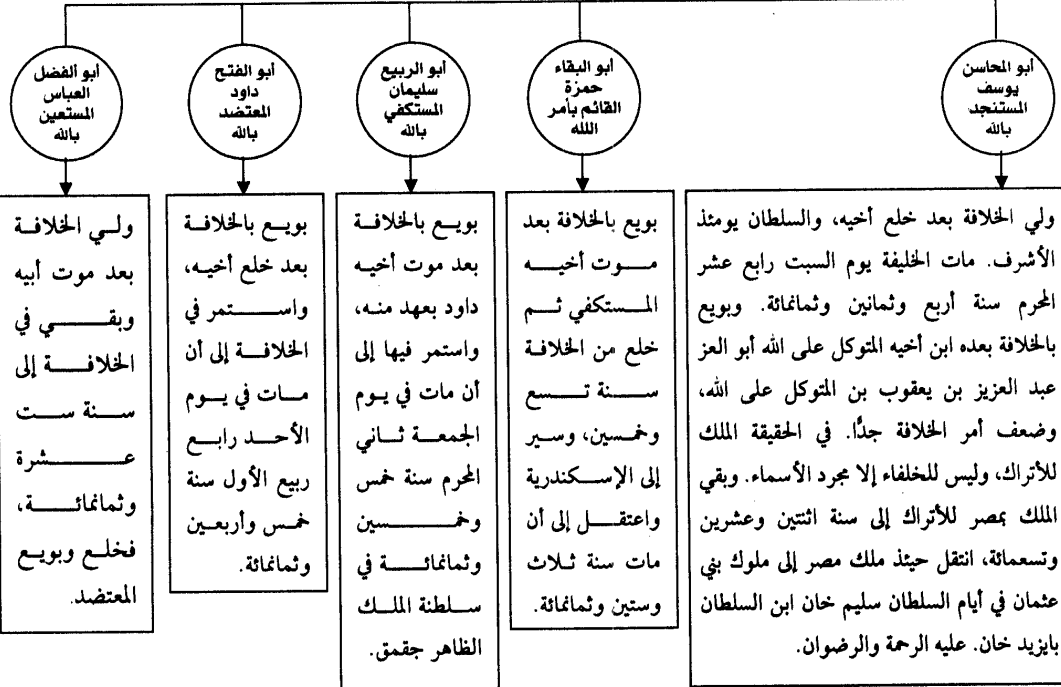 أبو المحاسن
يوسف
المستنجد
بالله
أبو البقاء
حمزة
القائم بأمر
اللله
أبو الربيع
سليمان
المستكفي
بالله
أبو الفتح
داود
المعتضد
بالله
أبو الفضل
العباس
المستعين
بالله
ولي الخلافة بعد خلع أخيه، والسلطان يومئذ
الأشرف. مات الخليفة يوم السبت رابع عشر
المحرم سنة أربع وثمانين وثمانمائة. وبويع
بالخلافة بعده ابن أخيه المتوكل على الله أبو العز
عبد العزيز بن يعقوب بن المتوكل على الله،
وضعف أمر الخلافة جدًّا. في الحقيقة الملك
للأتراك، وليس للخلفاء إلا مجرد الأسماء. وبقي
الملك بمصر للأتراك إلى سنة اثنتين وعشرين
وتسعمائة، انتقل حيئذ ملك مصر إلى ملوك بني
عثمان في أيام السلطان سليم خان ابن السلطان
بايزيد خان. عليه الرحمة والرضوان.
بويع بالخلافة بعد
موت أخيه
المستكفي ثم
خلع من الخلافة
سنة تسع
وخمسين، وسير
إلى الإسكندرية
واعتقل إلى أن
مات سنة ثلاث
وستين وثمانمائة.
بويع بالخلافة
بعد موت أخيه
داود بعهد منه،
واستمر فيها إلى
أن مات في يوم
الجمعة ثاني
المحرم سنة خمس
وخمسين
وثمانمائة في
سلطنة الملك
الظاهر جقمق.
بويع بالخلافة
بعد خلع أخيه،
واستمر في
الخلافة إلى أن
مات في يوم
الأحد رابع
ربيع الأول سنة
خمس وأربعين
وثمانمائة.
ولي الخلافة
بعد موت أبيه
وبقي في
الخلافة إلى
سنة ست
عشرة
وثمانمائة،
فخلع وبويع
المعتضد.